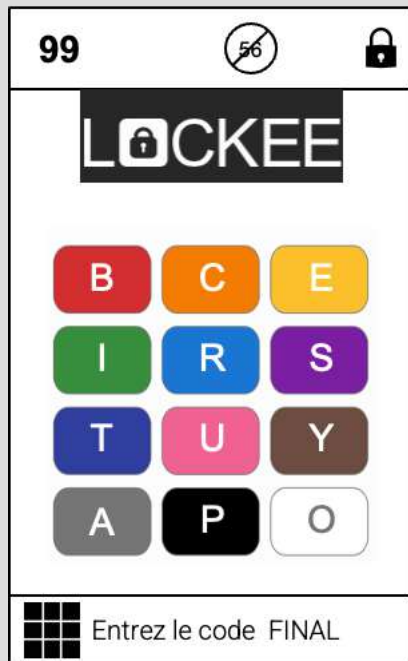 99 56
LOCKEE
B C E
I R S
T U Y
A P O
Entrez le code FINAL